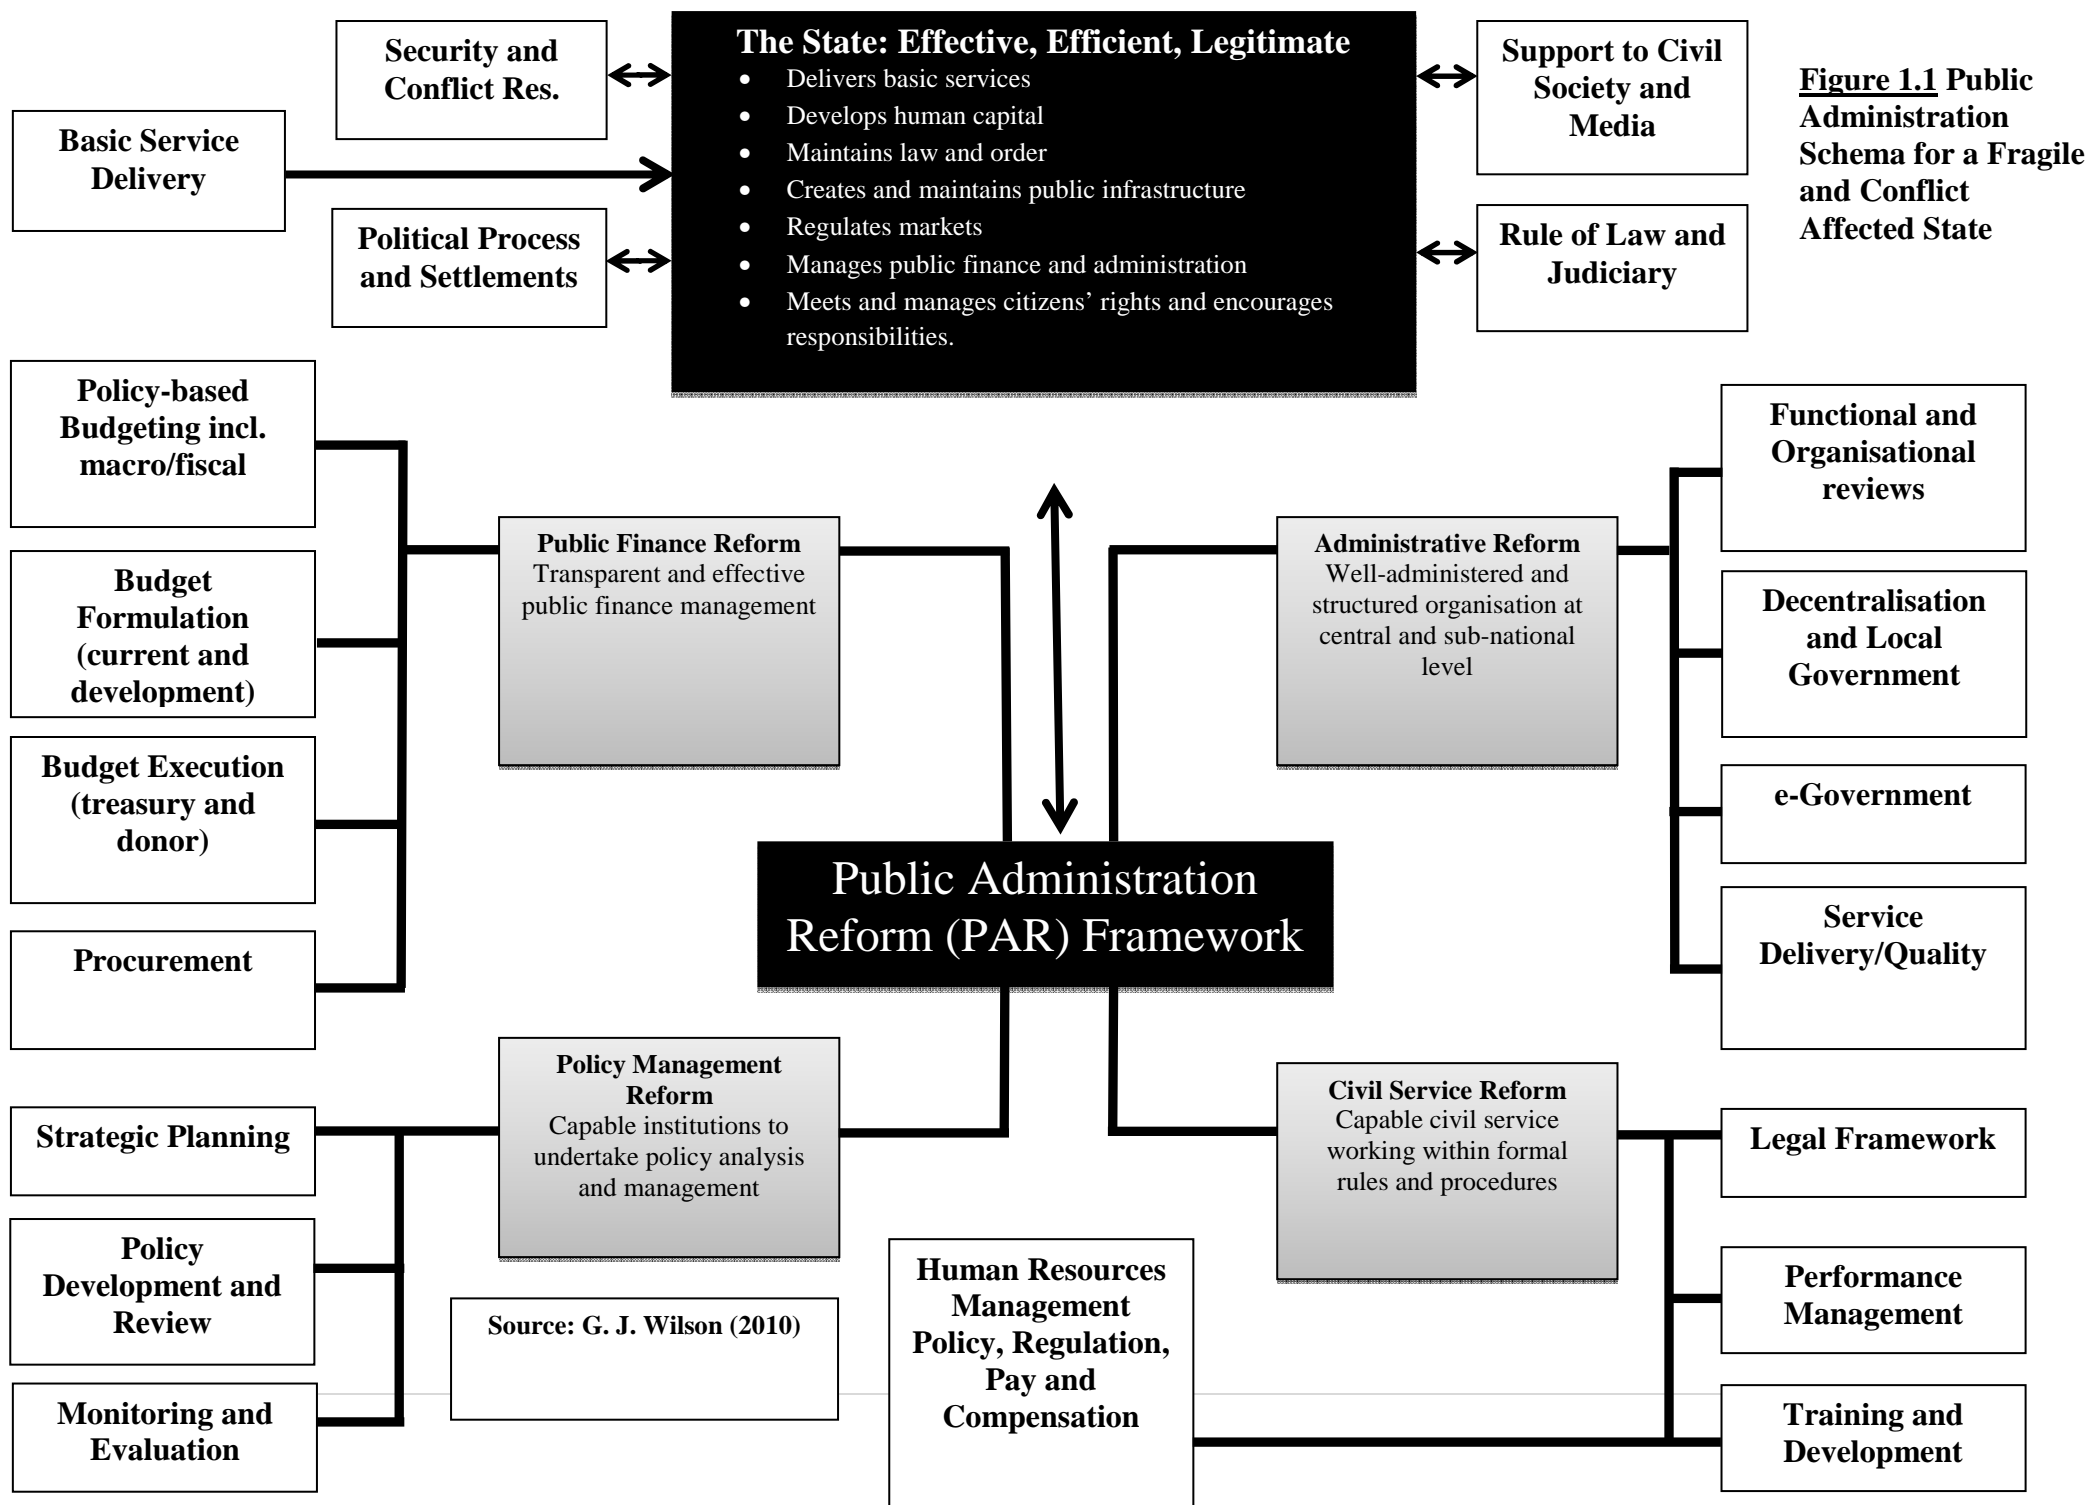 Security and
Conflict Res.
The State: Effective, Efficient, Legitimate
• Delivers basic services
• Develops human capital
• Maintains law and order
• Creates and maintains public infrastructure
• Regulates markets
• Manages public finance and administration
• Meets and manages citizens’ rights and encourages
responsibilities.
Support to Civil
Society and
Media
Figure 1.1 Public
Administration
Schema for a Fragile
and Conflict
Affected State
Basic Service
Delivery
Political Process
and Settlements
Rule of Law and
Judiciary
Policy-based
Budgeting incl.
macro/fiscal
Budget
Formulation
(current and
development)
Budget Execution
(treasury and
donor)
Procurement
Public Finance Reform
Transparent and effective
public finance management
Administrative Reform
Well-administered and
structured organisation at
central and sub-national
level
Functional and
Organisational
reviews
Decentralisation
and Local
Government
e-Government
Service
Delivery/Quality
Public Administration
Reform (PAR) Framework
Policy Management
Reform
Capable institutions to
undertake policy analysis
and management
Civil Service Reform
Capable civil service
working within formal
rules and procedures
Strategic Planning
Policy
Development and
Review
Monitoring and
Evaluation
Source: G. J. Wilson (2010)
Human Resources
Management
Policy, Regulation,
Pay and
Compensation
Legal Framework
Performance
Management
Training and
Development